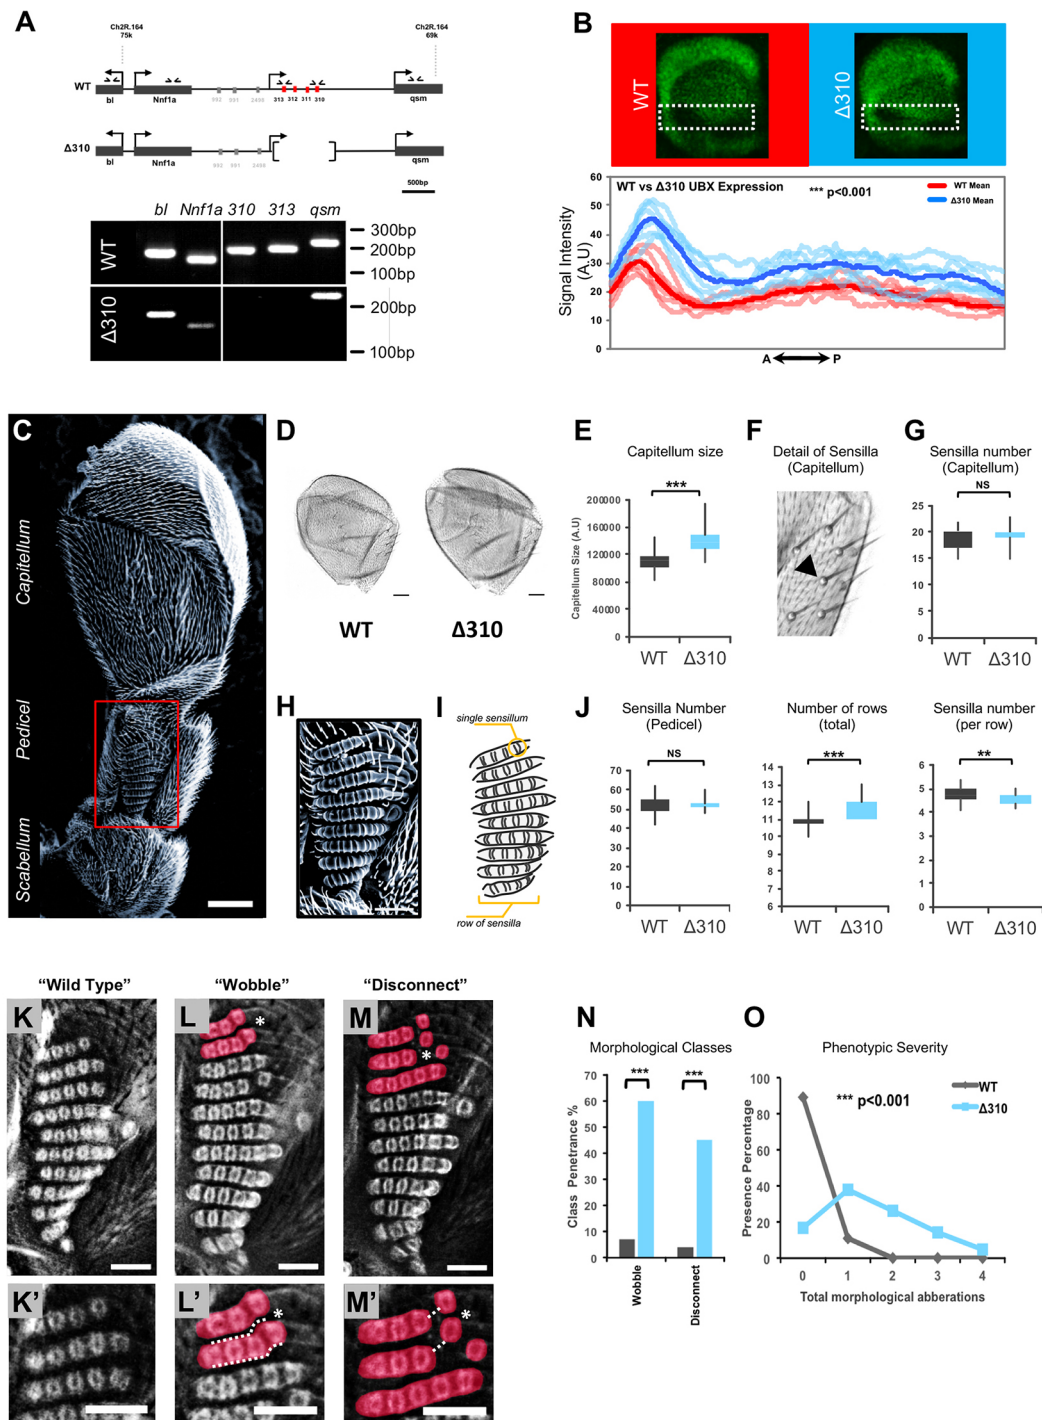 A
Ch2R.164
75k
Ch2R.164
69k
WT
bl
Nnf1a
992
991
2498
313
312
311
310
qsm
Δ310
bl
Nnf1a
992
991
2498
qsm
500bp
bl Nnf1a 310 313 qsm
WT
300bp
200bp
100bp
Δ310
200bp
100bp
B
WT
Δ310
WT vs Δ310 UBX Expression
*** p<0.001
WT Mean
Δ310 Mean
Signal Intensity
(A.U)
60
50
40
30
20
10
0
A P
C
Capitellum
Pedicel
Scabellum
D
WT
Δ310
E
Capitellum size
***
Capitellum Size (A.U)
200000
160000
120000
80000
40000
0
WT Δ310
F
Detail of Sensilla
(Capitellum)
G
Sensilla number
(Capitellum)
NS
25
20
15
10
5
0
WT Δ310
H
I
single sensillum
row of sensilla
J
Sensilla Number
(Pedicel)
NS
70
60
50
40
30
20
10
0
WT Δ310
Number of rows
(total)
***
14
13
12
11
10
9
8
7
6
WT Δ310
Sensilla number
(per row)
**
6
5
4
3
2
1
0
WT Δ310
“Wild Type”
“Wobble”
“Disconnect”
K
L
*
M
*
K’
L’
*
M’
*
N
Morphological Classes
*** ***
Class Penetrance %
70
60
50
40
30
20
10
0
Wobble
Disconnect
O
Phenotypic Severity
*** p<0.001
WT
Δ310
Presence Percentage
100
80
60
40
20
0
0 1 2 3 4
Total morphological abberations